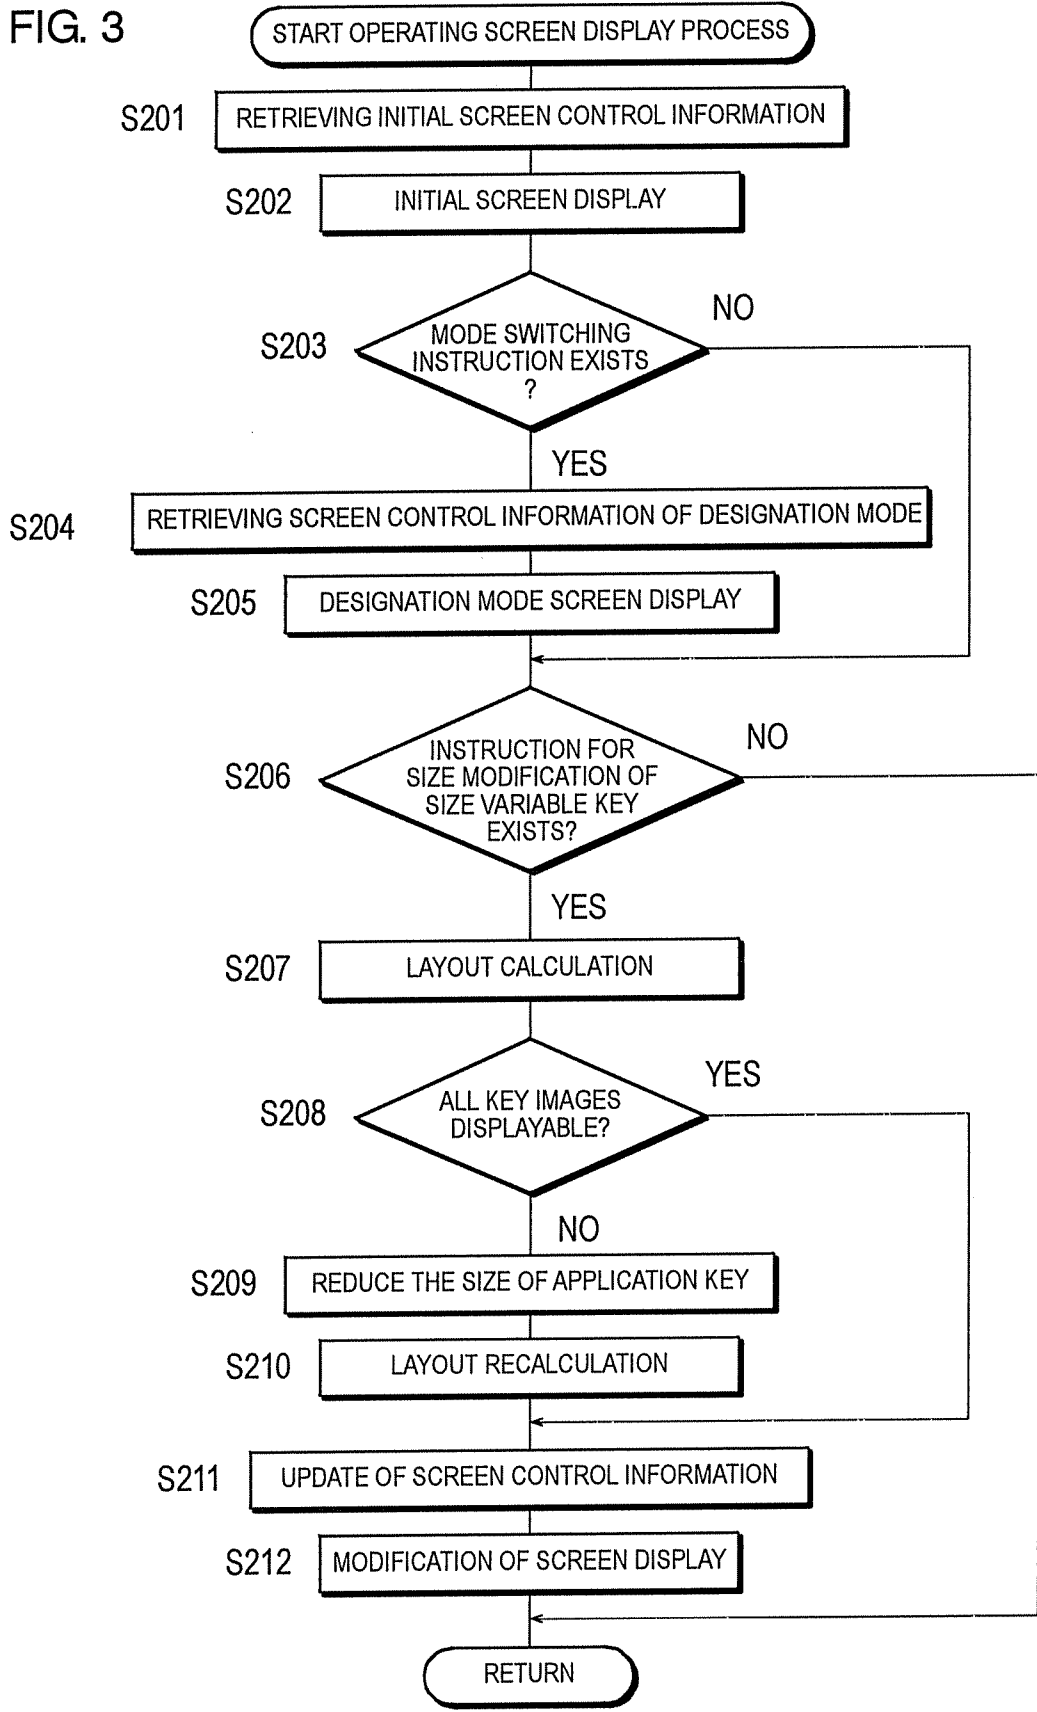 FIG. 3
START OPERATING SCREEN DISPLAY PROCESS
S201
RETRIEVING INITIAL SCREEN CONTROL INFORMATION
S202
INITIAL SCREEN DISPLAY
S203
MODE SWITCHING
INSTRUCTION EXISTS
?
NO
YES
S204
RETRIEVING SCREEN CONTROL INFORMATION OF DESIGNATION MODE
S205
DESIGNATION MODE SCREEN DISPLAY
S206
INSTRUCTION FOR
SIZE MODIFICATION OF
SIZE VARIABLE KEY
EXISTS?
NO
YES
S207
LAYOUT CALCULATION
S208
ALL KEY IMAGES
DISPLAYABLE?
YES
NO
S209
REDUCE THE SIZE OF APPLICATION KEY
S210
LAYOUT RECALCULATION
S211
UPDATE OF SCREEN CONTROL INFORMATION
S212
MODIFICATION OF SCREEN DISPLAY
RETURN